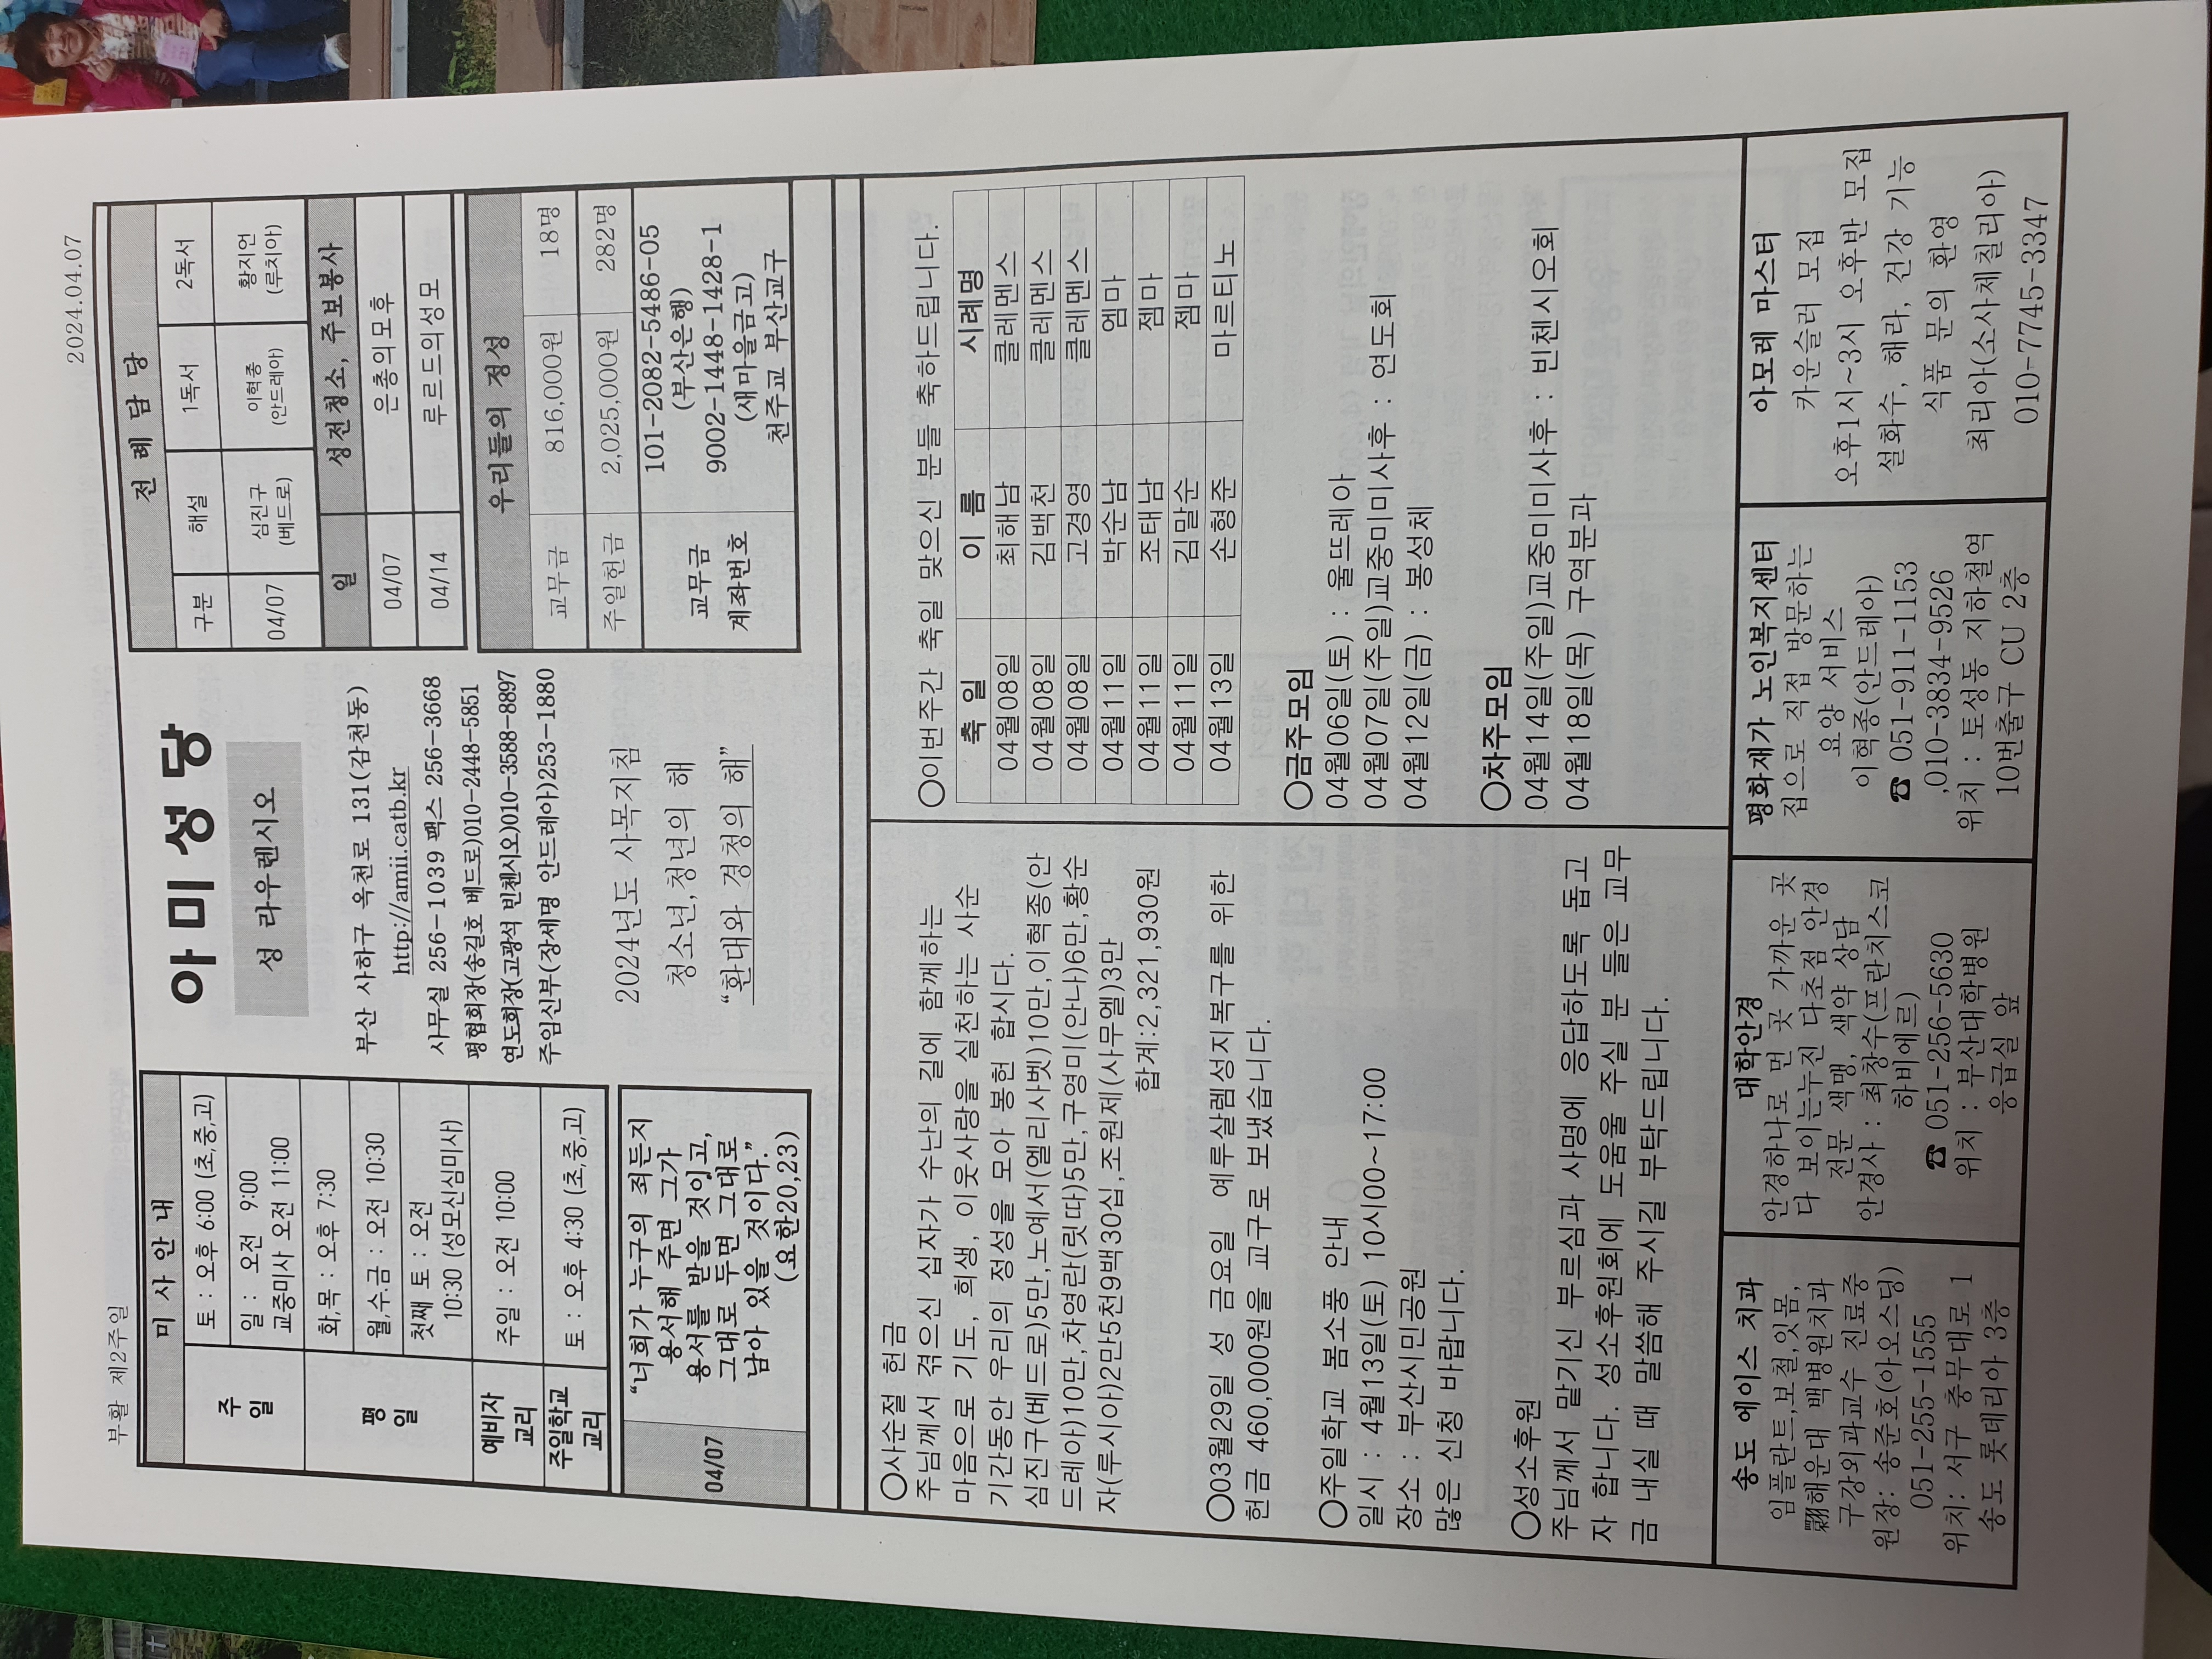 부활 제2주일
2024.04.07
미 사 안 내
주일
토 : 오후 6:00 (초,중,고)
일 : 오전 9:00
교중미사 오전 11:00
평일
화,목 : 오후 7:30
월수.금 : 오전 10:30
첫째 토 : 오전
10:30 (성모신심미사)
예비자 교리
주일 : 오전 10:00
주일학교 교리
토 : 오후 4:30 (초,중,고)
04/07
“너희가 누구의 죄든지
용서해 주면 그가
용서를 받을 것이고,
그대로 두면 그대로
남아 있을 것이다.”
(요한20,23)
아 미 성 당
성 라우렌시오
부산 사하구 옥천로 131(감천동)
http://amii.catb.kr
사무실 256-1039 팩스 256-3668
평협회장(송길호 베드로)010-2448-5851
연도회장(고광석 빈첸시오)010-3588-8897
주임신부(장세명 안드레아)253-1880
2024년도 사목지침
청소년,청년의 해
“환대와 경청의 해”
전 례 담 당
구분 해설 1독서 2독서
04/07 심진구 이혁종 황지언
(베드로) (안드레아) (루치아)
일 성전청소, 주보봉사
04/07 은총의모후
04/14 루르드의성모
우리들의 정성
교무금 816,000원 18명
주일헌금 2,025,000원 282명
교무금
계좌번호
101-2082-5486-05
(부산은행)
9002-1448-1428-1
(새마을금고)
천주교 부산교구
○사순절 헌금
주님께서 겪으신 십자가 수난의 길에 함께하는
마음으로 기도, 희생, 이웃사랑을 실천하는 사순
기간동안 우리의 정성을 모아 봉헌 합시다.
심진구(베드로)5만,노예서(엘리사벳)10만,이혁종(안
드레아)10만,차영란(릿따)5만,구영미(안나)6만,황순
자(루시아)2만5천9백30십,조원제(사무엘)3만
합계:2,321,930원
○03월29일 성 금요일 예루살렘성지복구를 위한
헌금 460,000원을 교구로 보냈습니다.
○주일학교 봄소풍 안내
일시 : 4월13일(토) 10시00~17:00
장소 : 부산시민공원
많은 신청 바랍니다.
○성소후원
주님께서 맡기신 부르심과 사명에 응답하도록 돕고
자 합니다. 성소후원회에 도움을 주실 분 들은 교무
금 내실 때 말씀해 주시길 부탁드립니다.
○이번주간 축일 맞으신 분들 축하드립니다.
축 일 이 름 시례명
04월08일 최해남 클레멘스
04월08일 김백천 클레멘스
04월08일 고경영 클레멘스
04월11일 박순남 엠마
04월11일 조태남 젬마
04월11일 김말순 젬마
04월13일 손형준 마르티노
○금주모임
04월06일(토) : 울뜨레아
04월07일(주일)교중미사후 : 연도회
04월12일(금) : 봉성체
○차주모임
04월14일(주일)교중미사후 : 빈첸시오회
04월18일(목) 구역분과
송도 에이스 치과
임플란트,보철,잇몸,
해운대 백병원치과
구강외과교수 진료중
원장: 송준호(아오스딩)
051-255-1555
위치: 서구 충무대로 1
송도 롯데리아 3층
대학안경
안경하나로 먼 곳 가까운 곳
다 보이는누진 다초점 안경
전문 색맹, 색약 상담
안경사 : 최창수(프란치스코
하비에르)
☎ 051-256-5630
위치 : 부산대학병원
응급실 앞
평화재가 노인복지센터
집으로 직접 방문하는
요양 서비스
이혁종(안드레아)
☎ 051-911-1153
,010-3834-9526
위치 : 토성동 지하철역
10번출구 CU 2층
아모레 마스터
카운슬러 모집
오후1시~3시 오후반 모집
설화수, 헤라, 건강 기능
식품 문의 환영
최리아(소사체칠리아)
010-7745-3347